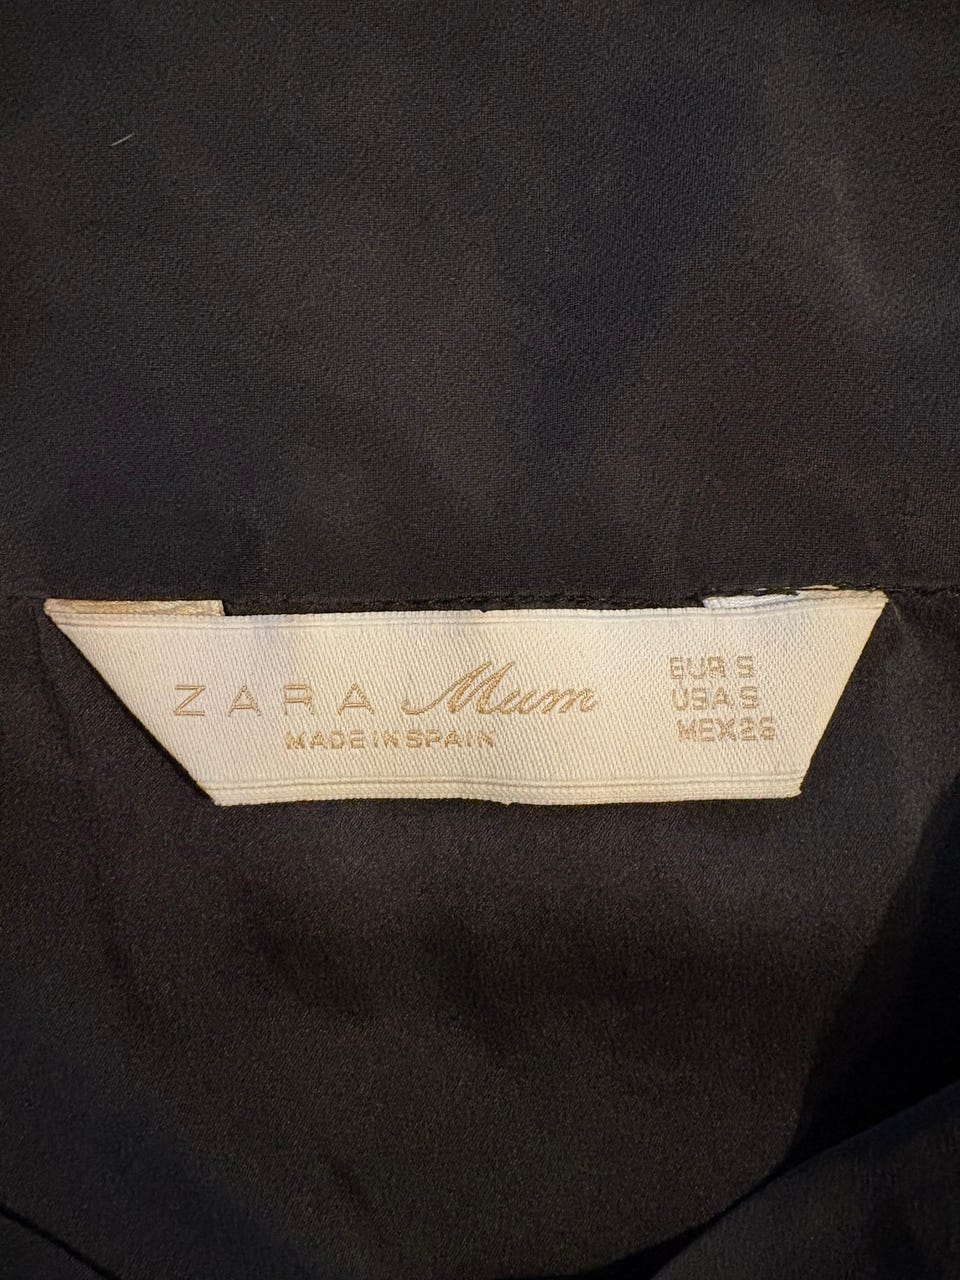 ZARA Mum
MADE IN SPAIN
EUR S
USA S
MEX 26